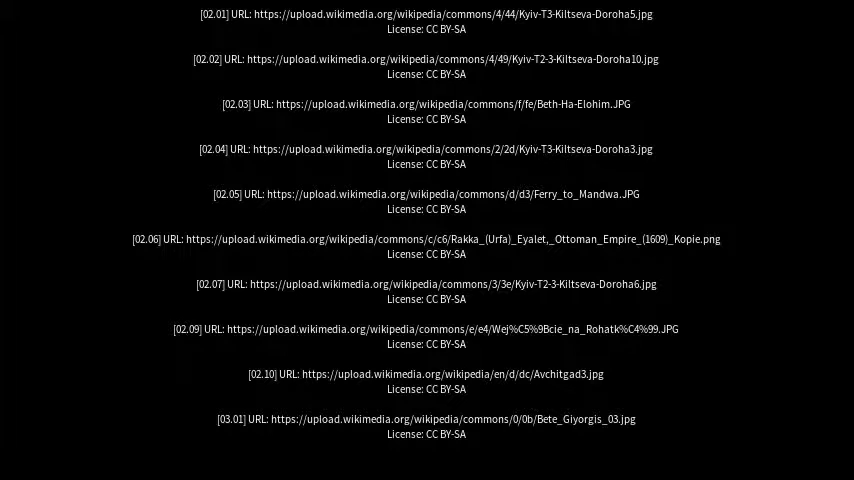 [02.01] URL: https://upload.wikimedia.org/wikipedia/commons/4/44/Kyiv-T3-Kiltseva-Doroha5.jpg
License: CC BY-SA
[02.02] URL: https://upload.wikimedia.org/wikipedia/commons/4/49/Kyiv-T2-3-Kiltseva-Doroha10.jpg
License: CC BY-SA
[02.03] URL: https://upload.wikimedia.org/wikipedia/commons/f/fe/Beth-Ha-Elohim.JPG
License: CC BY-SA
[02.04] URL: https://upload.wikimedia.org/wikipedia/commons/2/2d/Kyiv-T3-Kiltseva-Doroha3.jpg
License: CC BY-SA
[02.05] URL: https://upload.wikimedia.org/wikipedia/commons/d/d3/Ferry_to_Mandwa.JPG
License: CC BY-SA
[02.06] URL: https://upload.wikimedia.org/wikipedia/commons/c/c6/Rakka_(Urfa)_Eyalet,_Ottoman_Empire_(1609)_Kopie.png
License: CC BY-SA
[02.07] URL: https://upload.wikimedia.org/wikipedia/commons/3/3e/Kyiv-T2-3-Kiltseva-Doroha6.jpg
License: CC BY-SA
[02.09] URL: https://upload.wikimedia.org/wikipedia/commons/e/e4/Wej%C5%9Bcie_na_Rohatk%C4%99.JPG
License: CC BY-SA
[02.10] URL: https://upload.wikimedia.org/wikipedia/en/d/dc/Avchitgad3.jpg
License: CC BY-SA
[03.01] URL: https://upload.wikimedia.org/wikipedia/commons/0/0b/Bete_Giyorgis_03.jpg
License: CC BY-SA